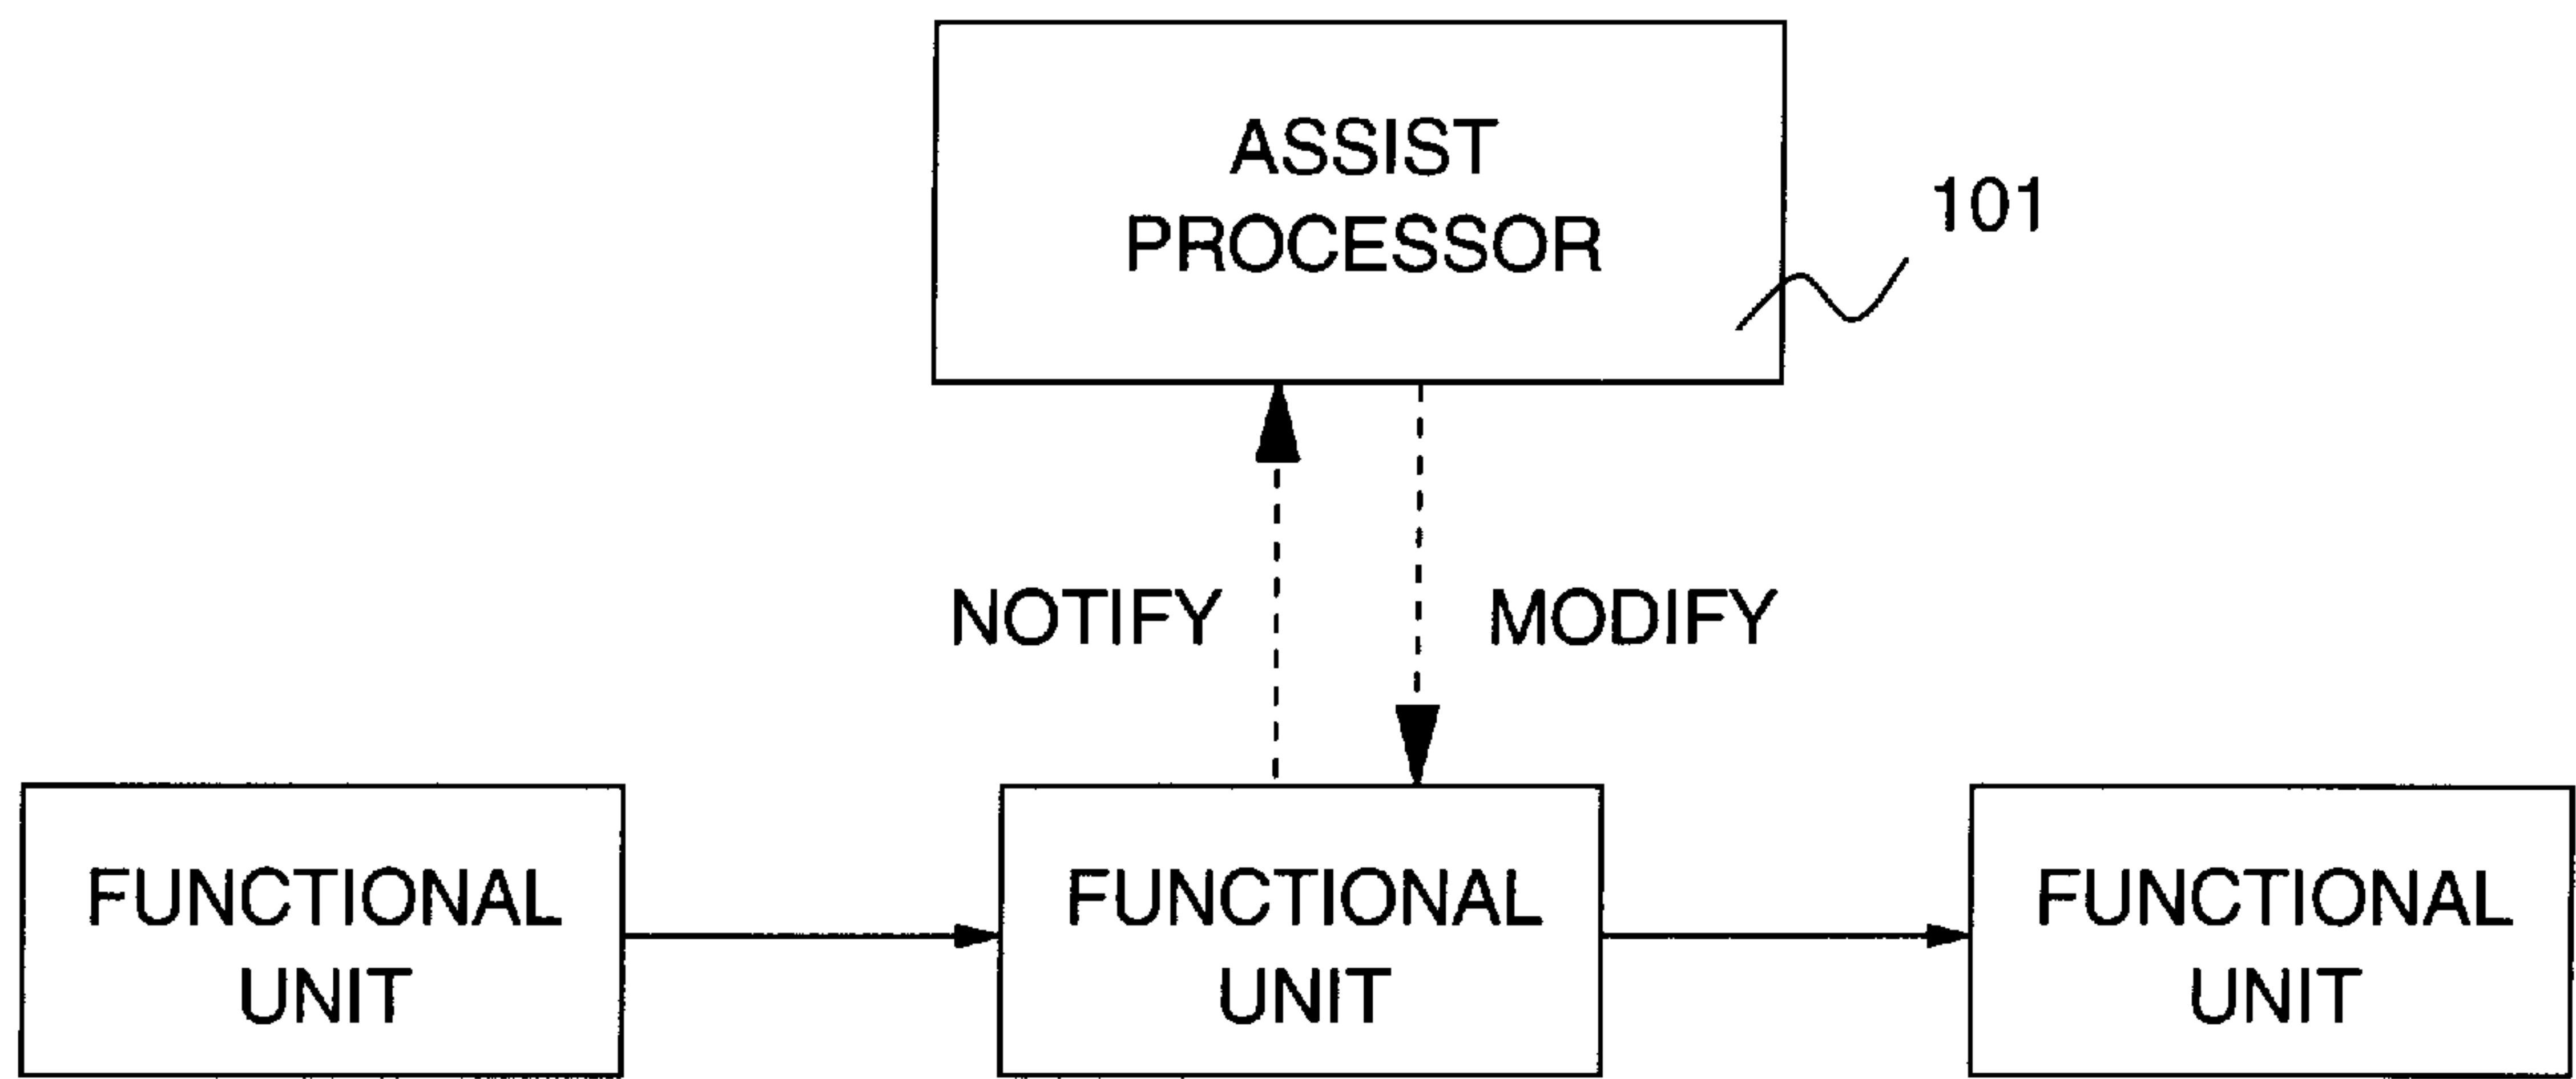 ASSIST
PROCESSOR
101
NOTIFY
MODIFY
FUNCTIONAL
UNIT
FUNCTIONAL
UNIT
FUNCTIONAL
UNIT